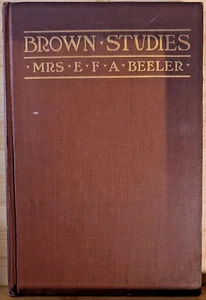 BROWN · STUDIES
· MRS · E · F · A · BEELER ·